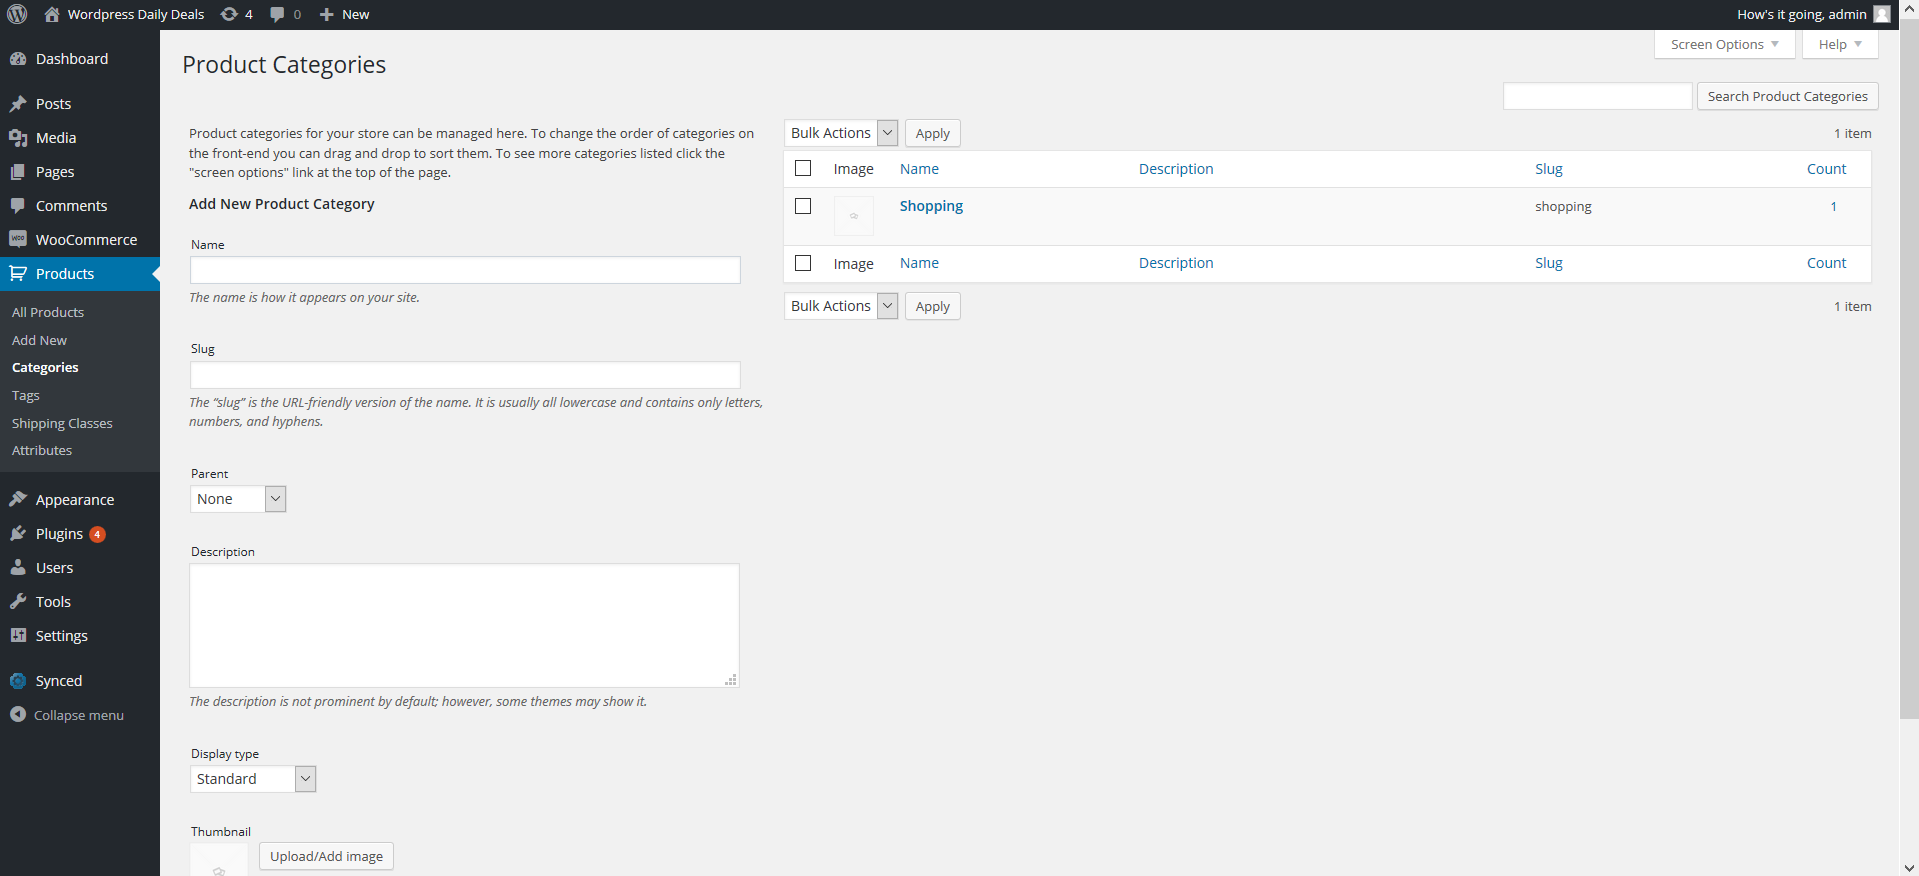 Wordpress Daily Deals 4 0 New
How's it going, admin
Dashboard
Posts
Media
Pages
Comments
WooCommerce
Products
All Products
Add New
Categories
Tags
Shipping Classes
Attributes
Appearance
Plugins 4
Users
Tools
Settings
Synced
Collapse menu
Screen Options
Help
Product Categories
Search Product Categories
Product categories for your store can be managed here. To change the order of categories on
the front-end you can drag and drop to sort them. To see more categories listed click the
"screen options" link at the top of the page.
Add New Product Category
Name
The name is how it appears on your site.
Slug
The “slug” is the URL-friendly version of the name. It is usually all lowercase and contains only letters,
numbers, and hyphens.
Parent
None
Description
The description is not prominent by default; however, some themes may show it.
Display type
Standard
Thumbnail
Upload/Add image
Bulk Actions Apply 1 item
Image Name Description Slug Count
Shopping shopping 1
Image Name Description Slug Count
Bulk Actions Apply 1 item